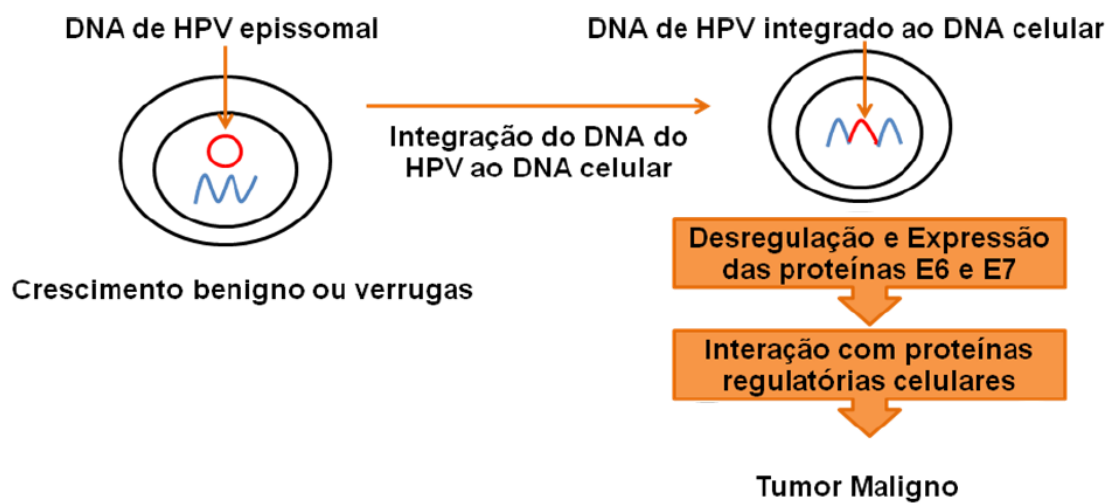 DNA de HPV epissomal
DNA de HPV integrado ao DNA celular
Integração do DNA do
HPV ao DNA celular
Crescimento benigno ou verrugas
Desregulação e Expressão
das proteínas E6 e E7
Interação com proteínas
regulatórias celulares
Tumor Maligno